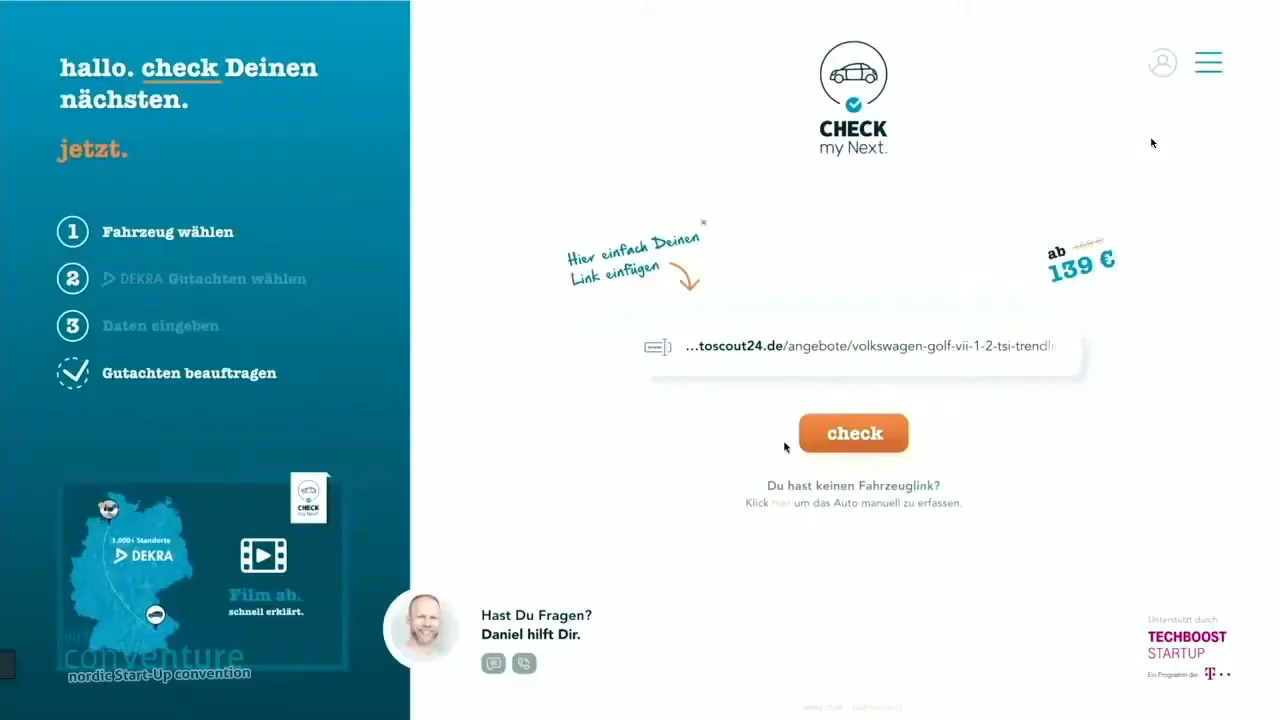 hallo. check Deinen
nächsten.
jetzt.
1 Fahrzeug wählen
2 DEKRA Gutachten wählen
3 Daten eingeben
Gutachten beauftragen
1.000+ Standorte
DEKRA
CHECK
my Next.
Film ab.
schnell erklärt.
conVenture
nordic Start-Up convention
CHECK
my Next.
Hier einfach Deinen
Link einfügen
ab 169 €
139 €
...toscout24.de/angebote/volkswagen-golf-vii-1-2-tsi-trendli
check
Du hast keinen Fahrzeuglink?
Klick hier um das Auto manuell zu erfassen.
Hast Du Fragen?
Daniel hilft Dir.
Unterstützt durch
TECHBOOST
STARTUP
Ein Programm der T
IMPRESSUM DATENSCHUTZ